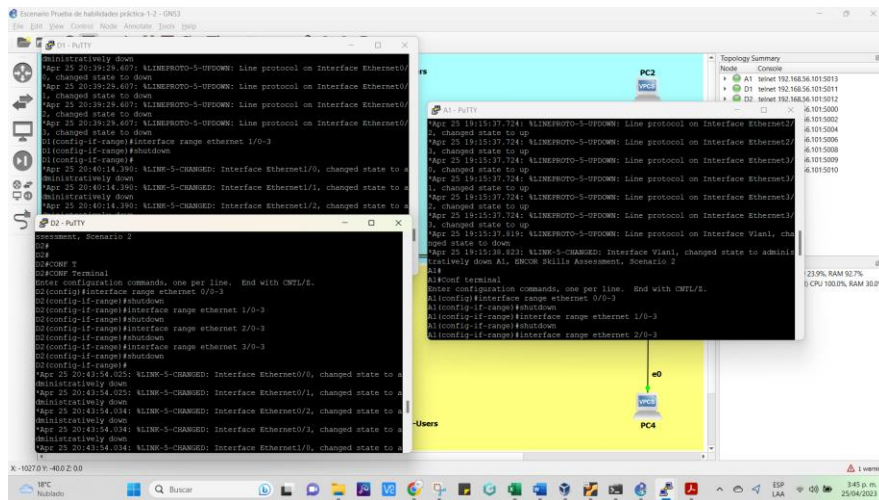 Escenario Prueba de habilidades práctica-1-2 - GNS3
File Edit View Control Node Annotate Tools Help
D1 - PuTTY
dministratively down
*Apr 25 20:39:29.607: %LINEPROTO-5-UPDOWN: Line protocol on Interface Ethernet0/
0, changed state to down
*Apr 25 20:39:29.607: %LINEPROTO-5-UPDOWN: Line protocol on Interface Ethernet0/
1, changed state to down
*Apr 25 20:39:29.607: %LINEPROTO-5-UPDOWN: Line protocol on Interface Ethernet0/
2, changed state to down
*Apr 25 20:39:29.607: %LINEPROTO-5-UPDOWN: Line protocol on Interface Ethernet0/
3, changed state to down
D1(config-if-range)#interface range ethernet 1/0-3
D1(config-if-range)#shutdown
D1(config-if-range)#
*Apr 25 20:40:14.390: %LINK-5-CHANGED: Interface Ethernet1/0, changed state to a
dministratively down
*Apr 25 20:40:14.390: %LINK-5-CHANGED: Interface Ethernet1/1, changed state to a
dministratively down
*Apr 25 20:40:14.390: %LINK-5-CHANGED: Interface Ethernet1/2, changed state to a
D2 - PuTTY
ssessment, Scenario 2
D2#
D2#
D2#CONF T
D2#CONF Terminal
Enter configuration commands, one per line. End with CNTL/Z.
D2(config)#interface range ethernet 0/0-3
D2(config-if-range)#shutdown
D2(config-if-range)#interface range ethernet 1/0-3
D2(config-if-range)#shutdown
D2(config-if-range)#interface range ethernet 2/0-3
D2(config-if-range)#shutdown
D2(config-if-range)#interface range ethernet 3/0-3
D2(config-if-range)#shutdown
D2(config-if-range)#
*Apr 25 20:43:54.025: %LINK-5-CHANGED: Interface Ethernet0/0, changed state to a
dministratively down
*Apr 25 20:43:54.025: %LINK-5-CHANGED: Interface Ethernet0/1, changed state to a
dministratively down
*Apr 25 20:43:54.034: %LINK-5-CHANGED: Interface Ethernet0/2, changed state to a
dministratively down
*Apr 25 20:43:54.034: %LINK-5-CHANGED: Interface Ethernet0/3, changed state to a
dministratively down
*Apr 25 20:43:54.034: %LINK-5-CHANGED: Interface Ethernet1/0, changed state to a
PC2
VPCS
A1 - PuTTY
*Apr 25 19:15:37.724: %LINEPROTO-5-UPDOWN: Line protocol on Interface Ethernet2/
2, changed state to up
*Apr 25 19:15:37.724: %LINEPROTO-5-UPDOWN: Line protocol on Interface Ethernet2/
3, changed state to up
*Apr 25 19:15:37.724: %LINEPROTO-5-UPDOWN: Line protocol on Interface Ethernet3/
0, changed state to up
*Apr 25 19:15:37.724: %LINEPROTO-5-UPDOWN: Line protocol on Interface Ethernet3/
1, changed state to up
*Apr 25 19:15:37.724: %LINEPROTO-5-UPDOWN: Line protocol on Interface Ethernet3/
2, changed state to up
*Apr 25 19:15:37.724: %LINEPROTO-5-UPDOWN: Line protocol on Interface Ethernet3/
3, changed state to up
*Apr 25 19:15:37.819: %LINEPROTO-5-UPDOWN: Line protocol on Interface Vlan1, cha
nged state to down
*Apr 25 19:15:38.823: %LINK-5-CHANGED: Interface Vlan1, changed state to adminis
tratively down A1, ENCOR Skills Assessment, Scenario 2
A1#
A1#Conf terminal
Enter configuration commands, one per line. End with CNTL/Z.
A1(config)#interface range ethernet 0/0-3
A1(config-if-range)#shutdown
A1(config-if-range)#interface range ethernet 1/0-3
A1(config-if-range)#shutdown
A1(config-if-range)#interface range ethernet 2/0-3
e0
VPCS
PC4
-Users
Topology Summary
Node Console
A1 telnet 192.168.56.101:5013
D1 telnet 192.168.56.101:5011
D2 telnet 192.168.56.101:5012
56.101:5000
56.101:5002
56.101:5004
56.101:5006
56.101:5008
56.101:5009
56.101:5010
23.9%, RAM 92.7%
CPU 100.0%, RAM 30.0
X: -1027.0 Y: -40.0 Z: 0.0
18°C
Nublado
Buscar
ESP
LAA
3:45 p. m.